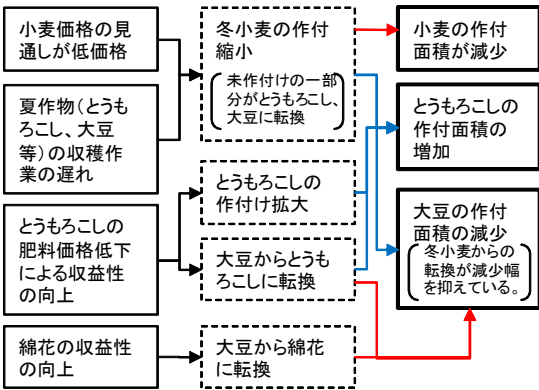 小麦価格の見
通しが低価格
夏作物(とうも
ろこし、大豆
等)の収穫作
業の遅れ
とうもろこしの
肥料価格低下
による収益性
の向上
綿花の収益性
の向上
冬小麦の作付
縮小
未作付けの一部
分がとうもろこし、
大豆に転換
とうもろこしの
作付け拡大
大豆からとうも
ろこしに転換
大豆から綿花
に転換
小麦の作付
面積が減少
とうもろこしの
作付面積の
増加
大豆の作付
面積の減少
冬小麦からの
転換が減少幅
を抑えている。